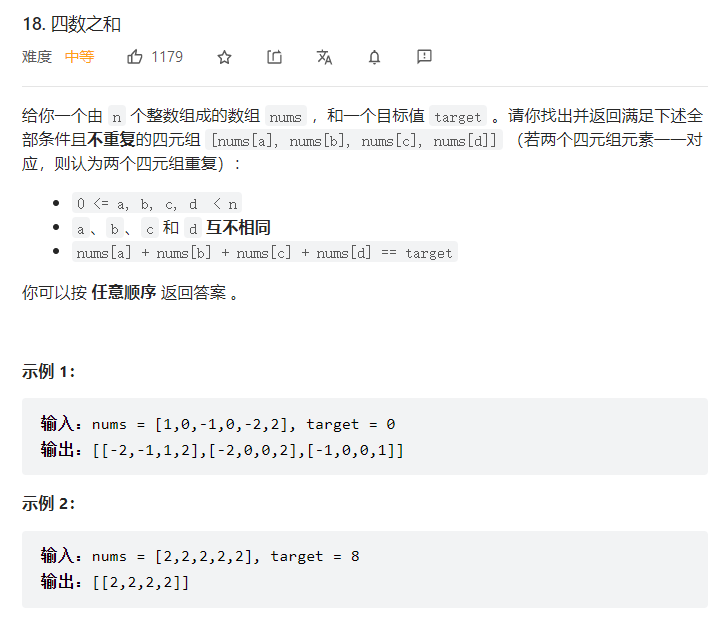 18. 四数之和
难度 中等 1179
给你一个由 n 个整数组成的数组 nums ，和一个目标值 target 。请你找出并返回满足下述全
部条件且不重复的四元组 [nums[a], nums[b], nums[c], nums[d]] （若两个四元组元素一一对
应，则认为两个四元组重复）：
0 <= a, b, c, d < n
a、b、c 和 d 互不相同
nums[a] + nums[b] + nums[c] + nums[d] == target
你可以按 任意顺序 返回答案 。
示例 1：
输入：nums = [1,0,-1,0,-2,2], target = 0
输出：[[-2,-1,1,2],[-2,0,0,2],[-1,0,0,1]]
示例 2：
输入：nums = [2,2,2,2,2], target = 8
输出：[[2,2,2,2]]